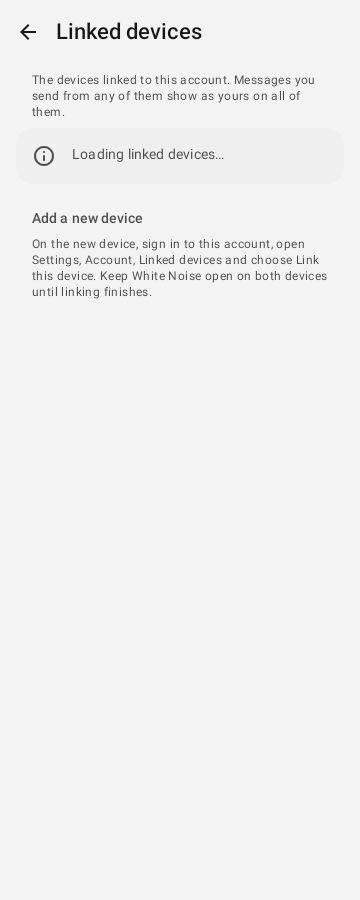 Linked devices
The devices linked to this account. Messages you
send from any of them show as yours on all of
them.
Loading linked devices…
Add a new device
On the new device, sign in to this account, open
Settings, Account, Linked devices and choose Link
this device. Keep White Noise open on both devices
until linking finishes.